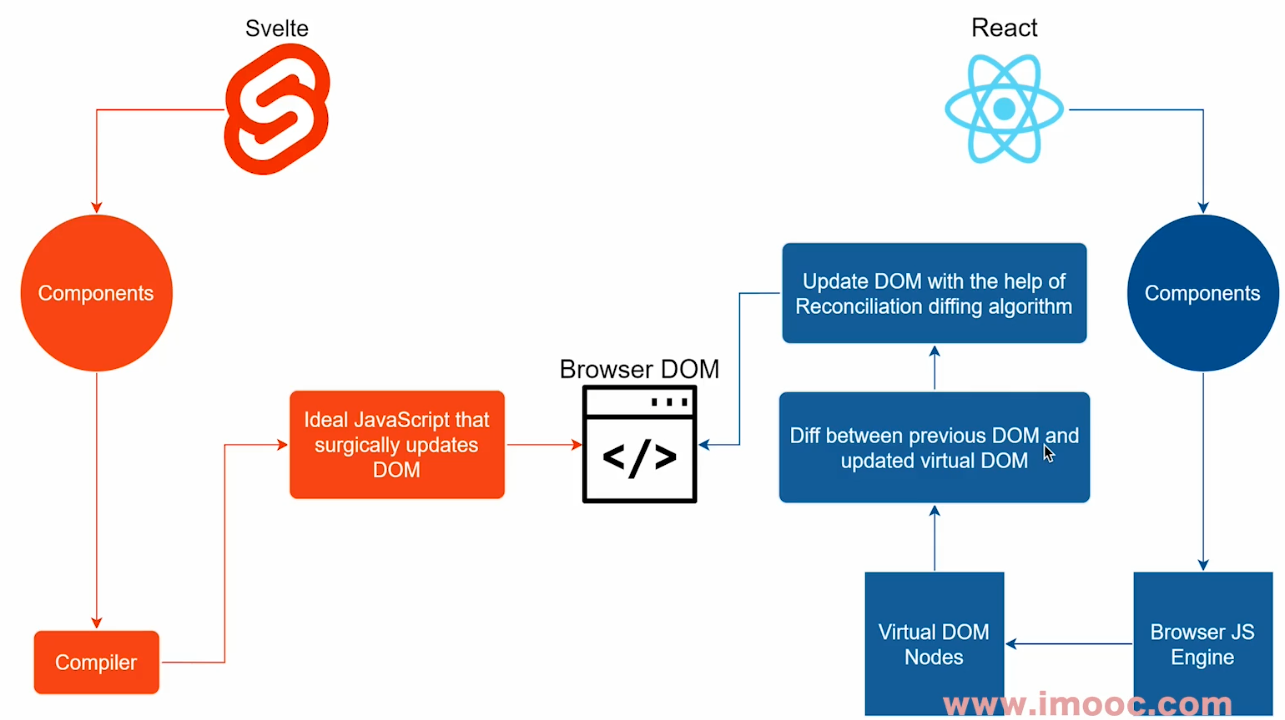 Svelte
React
Components
Components
Update DOM with the help of
Reconciliation diffing algorithm
Browser DOM
</>
Ideal JavaScript that
surgically updates
DOM
Diff between previous DOM and
updated virtual DOM
Compiler
Virtual DOM
Nodes
Browser JS
Engine
www.imooc.com